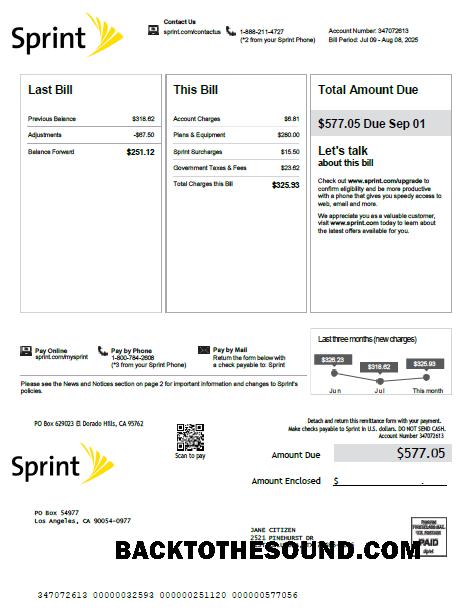 Sprint
Contact Us
sprint.com/contactus
1-888-211-4727
(*2 from your Sprint Phone)
Account Number: 347072613
Bill Period: Jul 09 - Aug 08, 2025
Last Bill
Previous Balance $318.62
Adjustments -$67.50
Balance Forward $251.12
This Bill
Account Charges $6.81
Plans & Equipment $280.00
Sprint Surcharges $15.50
Government Taxes & Fees $23.62
Total Charges this Bill $325.93
Total Amount Due
$577.05 Due Sep 01
Let's talk
about this bill
Check out www.sprint.com/upgrade to
confirm eligibility and be more productive
with a phone that gives you speedy access to
web, email and more.
We appreciate you as a valuable customer,
visit www.sprint.com today to learn about
the latest offers available for you.
Pay Online
sprint.com/mysprint
Pay by Phone
1-800-784-2608
(*3 from your Sprint Phone)
Pay by Mail
Return the form below with
a check payable to: Sprint
Please see the News and Notices section on page 2 for important information and changes to Sprint's
policies.
Last three months (new charges)
$326.23
$318.62
$325.93
Jun
Jul
This month
PO Box 629023 El Dorado Hills, CA 95762
Scan to pay
Detach and return this remittance form with your payment.
Make checks payable to Sprint in U.S. dollars. DO NOT SEND CASH.
Account Number 347072613
Sprint
Amount Due $577.05
Amount Enclosed $ .
PO Box 54977
Los Angeles, CA 90054-0977
JANE CITIZEN
2521 PINEHURST DR
BACKTOTHESOUND.COM
PAID
sprint
347072613 00000032593 000000251120 000000577056